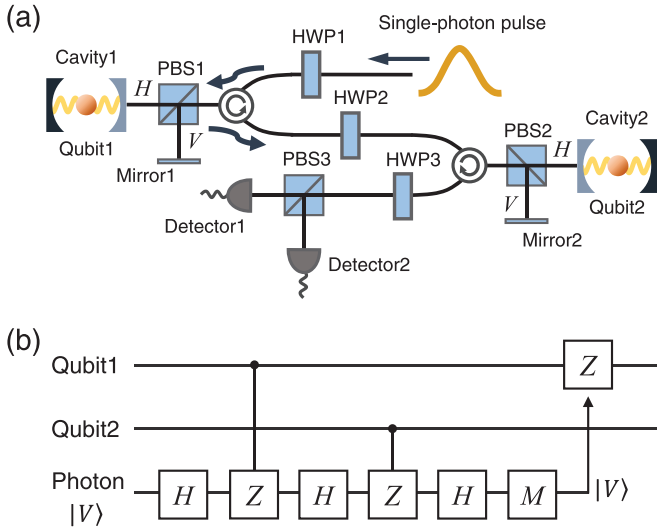 (a)
HWP1
Single-photon pulse
Cavity1
PBS1
H
HWP2
Cavity2
Qubit1
V
PBS2
H
Mirror1
PBS3
HWP3
V
Qubit2
Detector1
Mirror2
Detector2
(b)
Qubit1
Z
Qubit2
Photon
|V⟩
H
Z
H
Z
H
M
|V⟩